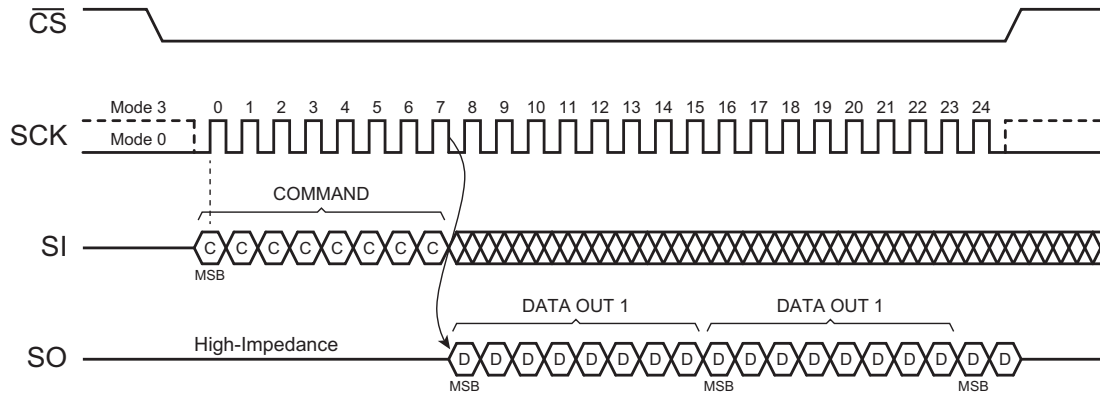 CS
Mode 3
0 1 2 3 4 5 6 7 8 9 10 11 12 13 14 15 16 17 18 19 20 21 22 23 24
SCK
Mode 0
COMMAND
SI
C C C C C C C C
MSB
DATA OUT 1 DATA OUT 1
SO
High-Impedance
D D D D D D D D D D D D D D D D D D
MSB MSB MSB